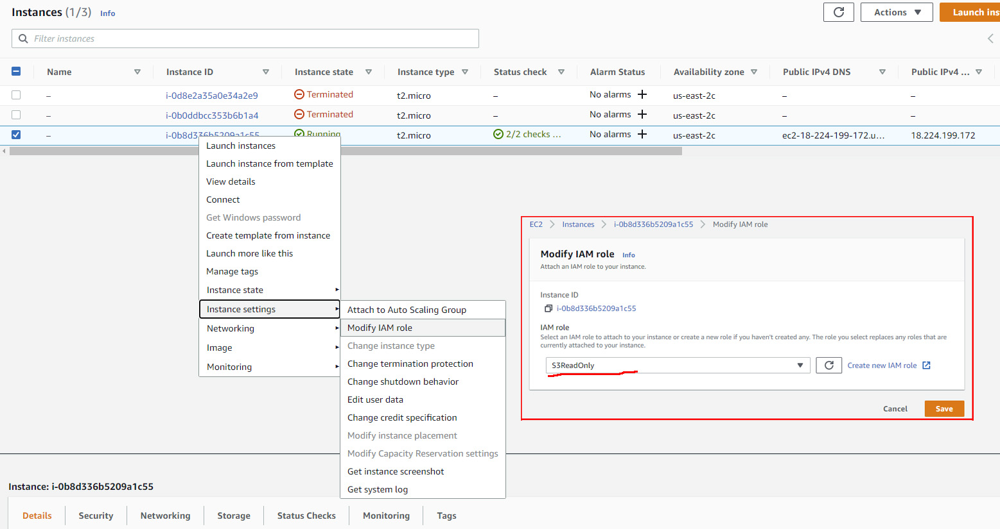 Instances (1/3) Info
Actions
Launch ins
Filter instances
Name Instance ID Instance state Instance type Status check Alarm Status Availability zone Public IPv4 DNS Public IPv4 ...
– i-0d8e2a35a0e34a2e9 Terminated t2.micro – No alarms us-east-2c – –
– i-0b0ddbcc353b6b1a4 Terminated t2.micro – No alarms us-east-2c – –
– i-0b8d336b5209a1c55 Running t2.micro 2/2 checks ... No alarms us-east-2c ec2-18-224-199-172.u... 18.224.199.172
Launch instances
Launch instance from template
View details
Connect
Get Windows password
Create template from instance
Launch more like this
Manage tags
Instance state
Instance settings
Networking
Image
Monitoring
Attach to Auto Scaling Group
Modify IAM role
Change instance type
Change termination protection
Change shutdown behavior
Edit user data
Change credit specification
Modify instance placement
Modify Capacity Reservation settings
Get instance screenshot
Get system log
EC2 Instances i-0b8d336b5209a1c55 Modify IAM role
Modify IAM role Info
Attach an IAM role to your instance.
Instance ID
i-0b8d336b5209a1c55
IAM role
Select an IAM role to attach to your instance or create a new role if you haven't created any. The role you select replaces any roles that are
currently attached to your instance.
S3ReadOnly
Create new IAM role
Cancel Save
Instance: i-0b8d336b5209a1c55
Details Security Networking Storage Status Checks Monitoring Tags